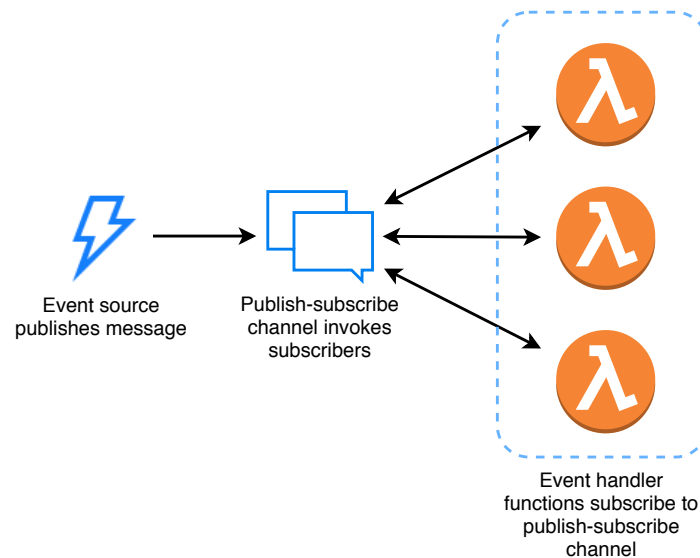 Event source
publishes message
Publish-subscribe
channel invokes
subscribers
Event handler
functions subscribe to
publish-subscribe
channel